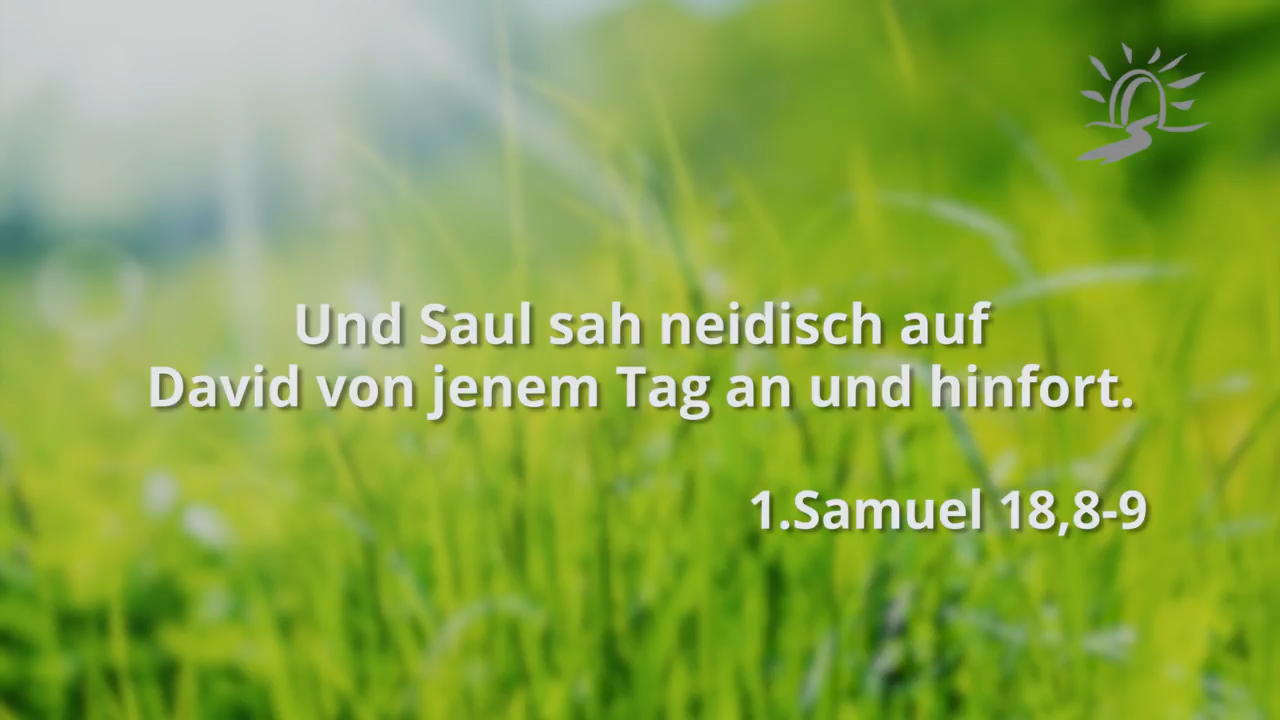 Und Saul sah neidisch auf
David von jenem Tag an und hinfort.
1.Samuel 18,8-9